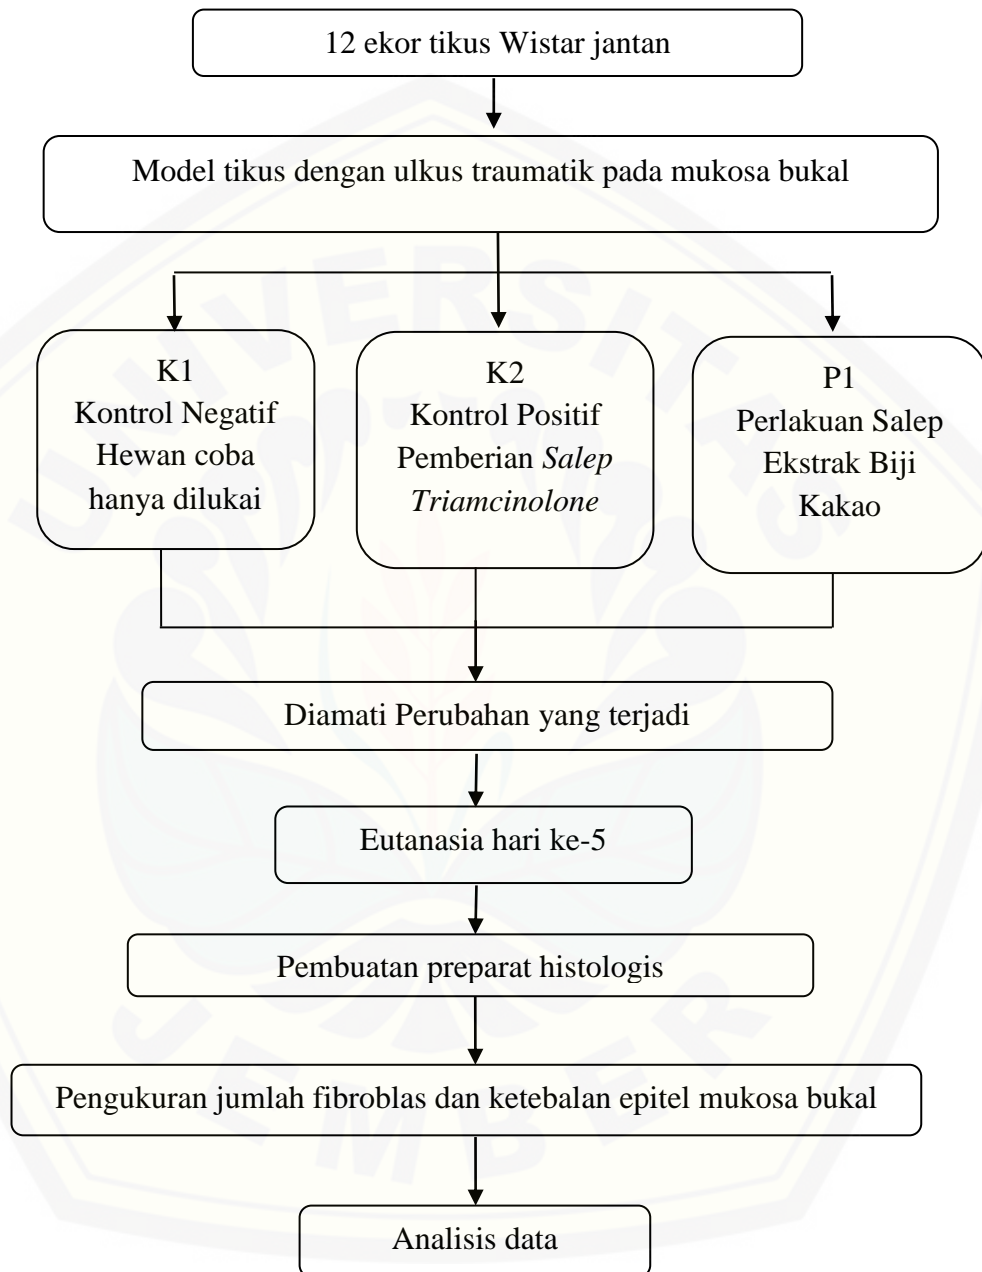 12 ekor tikus Wistar jantan
Model tikus dengan ulkus traumatik pada mukosa bukal
K1
Kontrol Negatif
Hewan coba
hanya dilukai
K2
Kontrol Positif
Pemberian Salep
Triamcinolone
P1
Perlakuan Salep
Ekstrak Biji
Kakao
Diamati Perubahan yang terjadi
Eutanasia hari ke-5
Pembuatan preparat histologis
Pengukuran jumlah fibroblas dan ketebalan epitel mukosa bukal
Analisis data
UNIVERSITAS
JEMBER